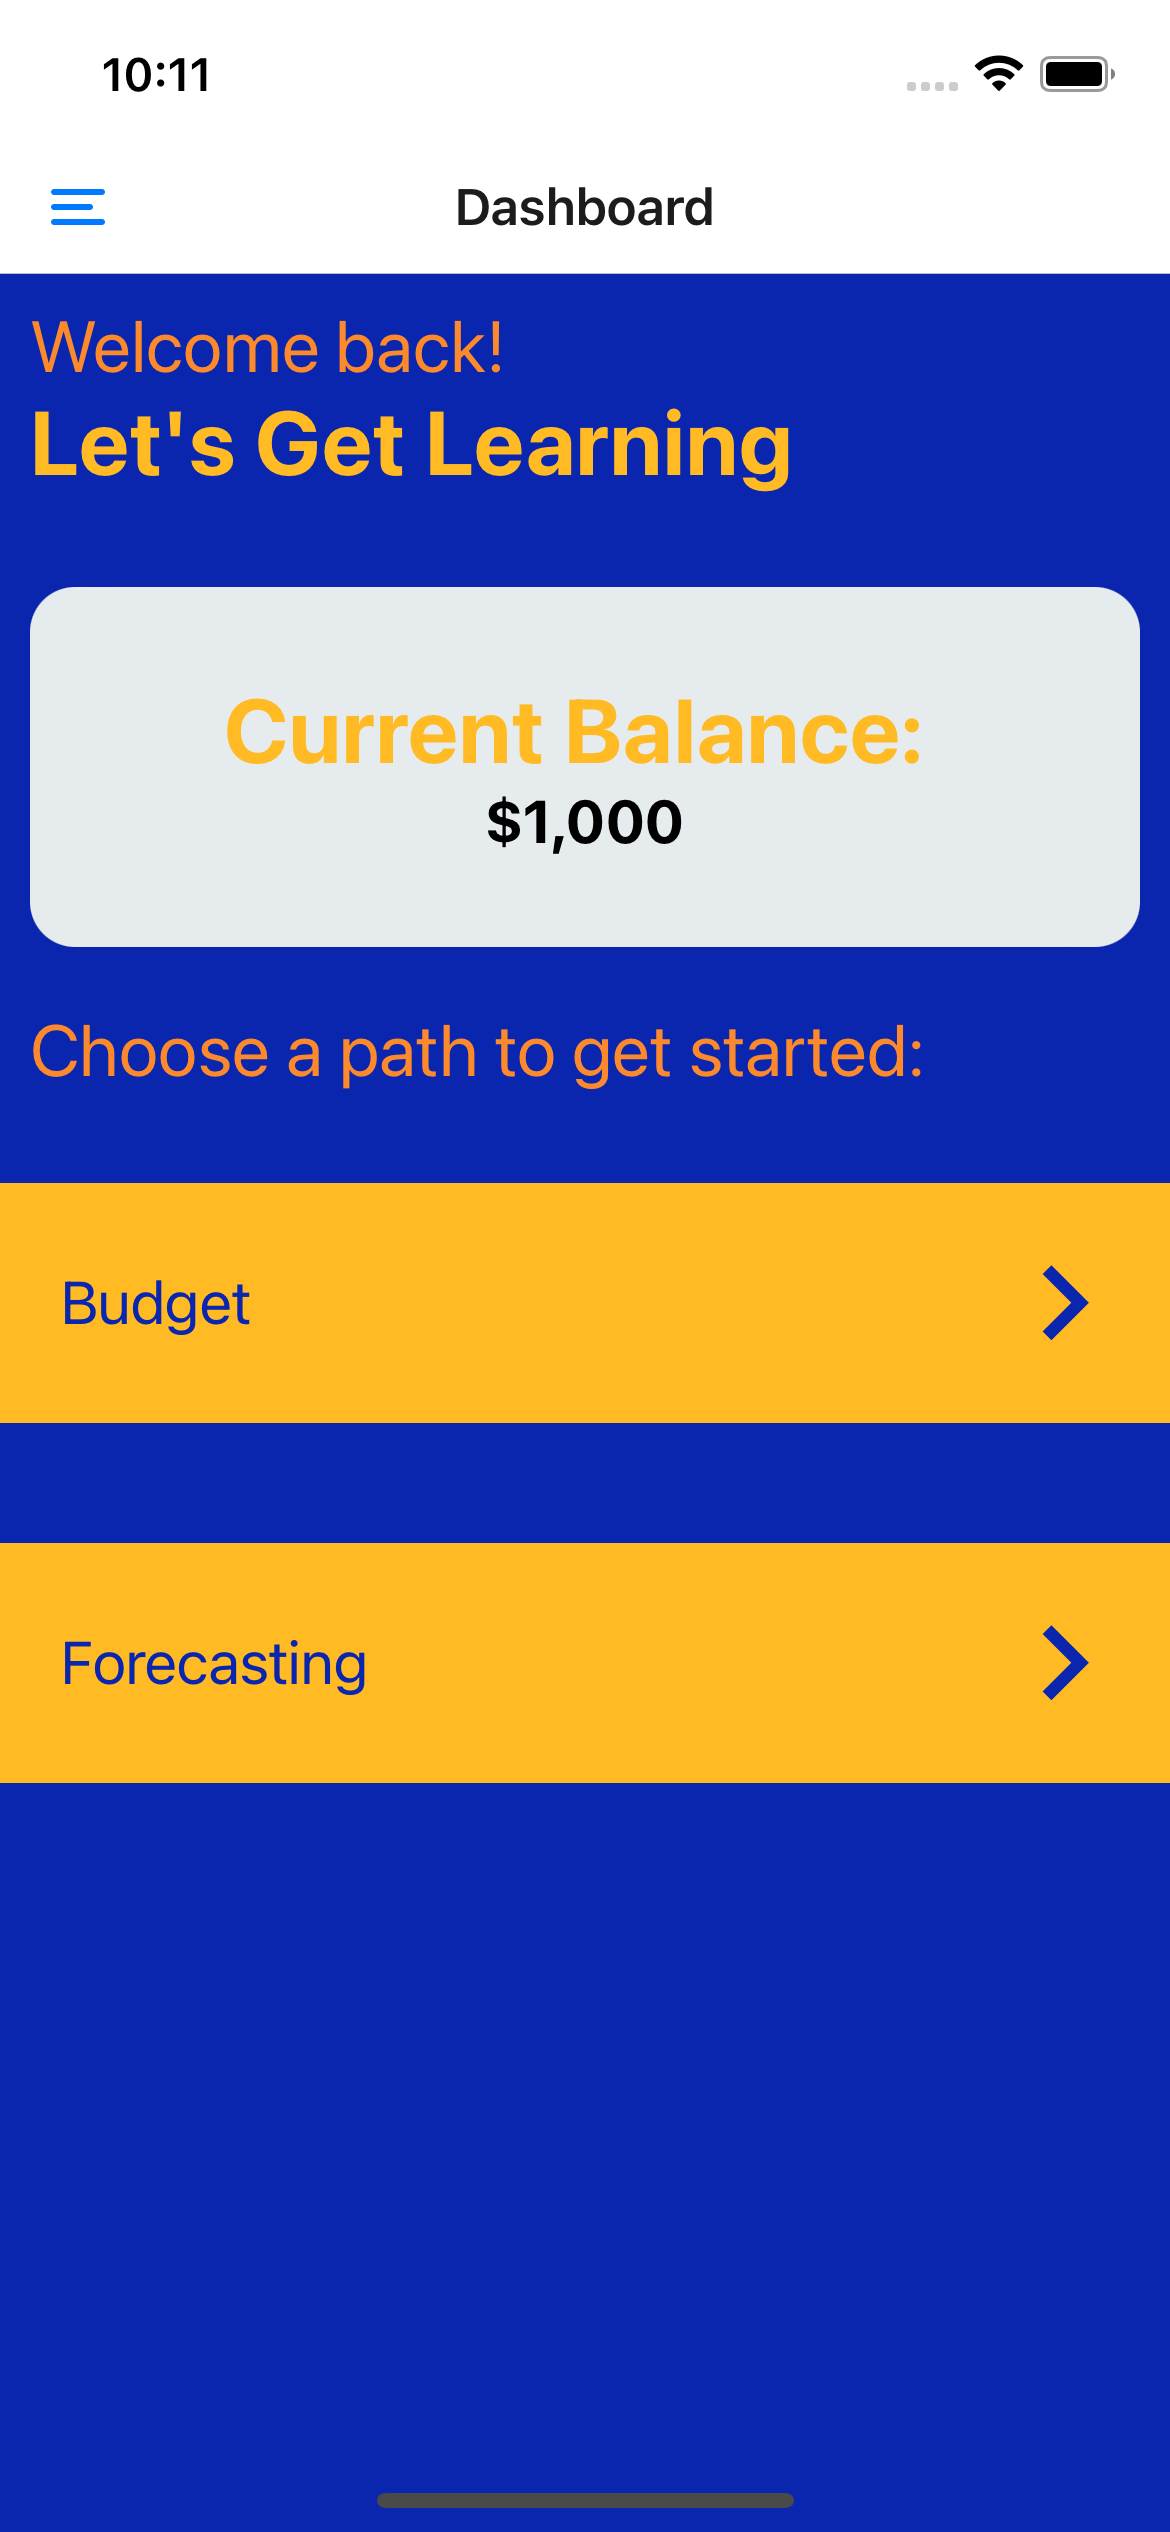 10:11
Dashboard
Welcome back!
Let's Get Learning
Current Balance:
$1,000
Choose a path to get started:
Budget
Forecasting